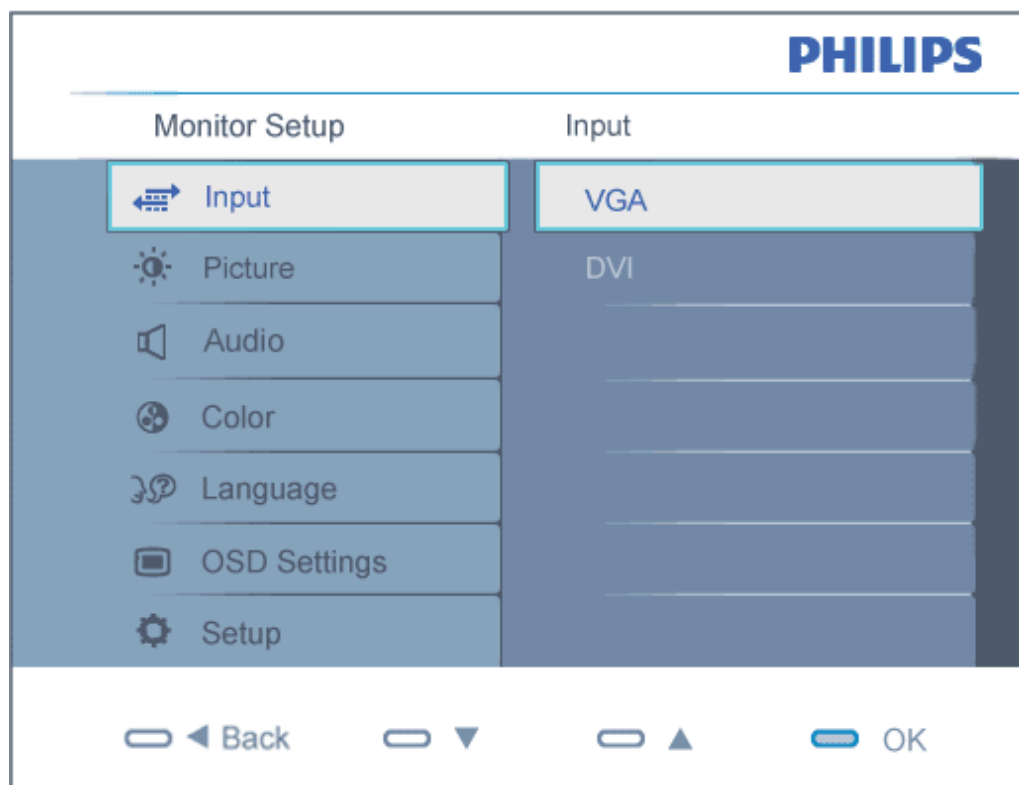 PHILIPS
Monitor Setup
Input
Input
VGA
Picture
DVI
Audio
Color
Language
OSD Settings
Setup
Back
OK